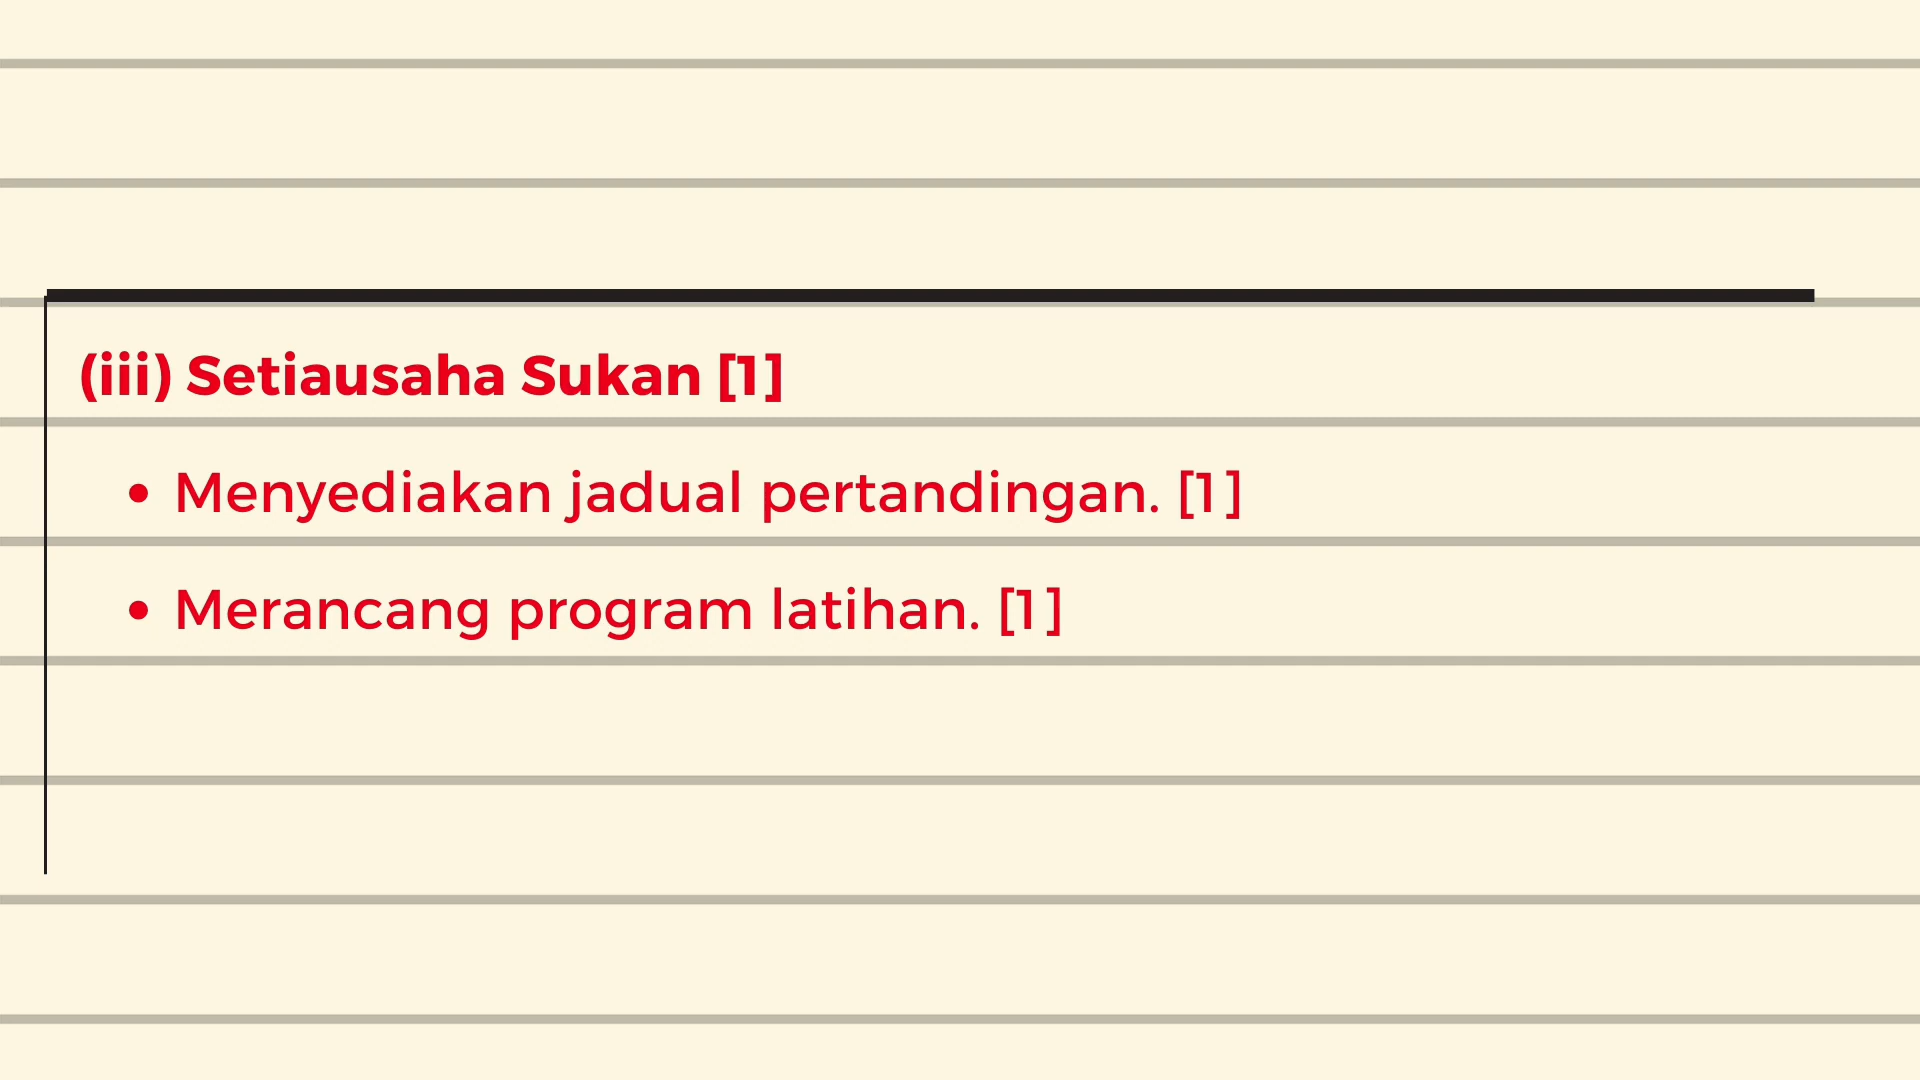 (iii) Setiausaha Sukan [1]
• Menyediakan jadual pertandingan. [1]
• Merancang program latihan. [1]